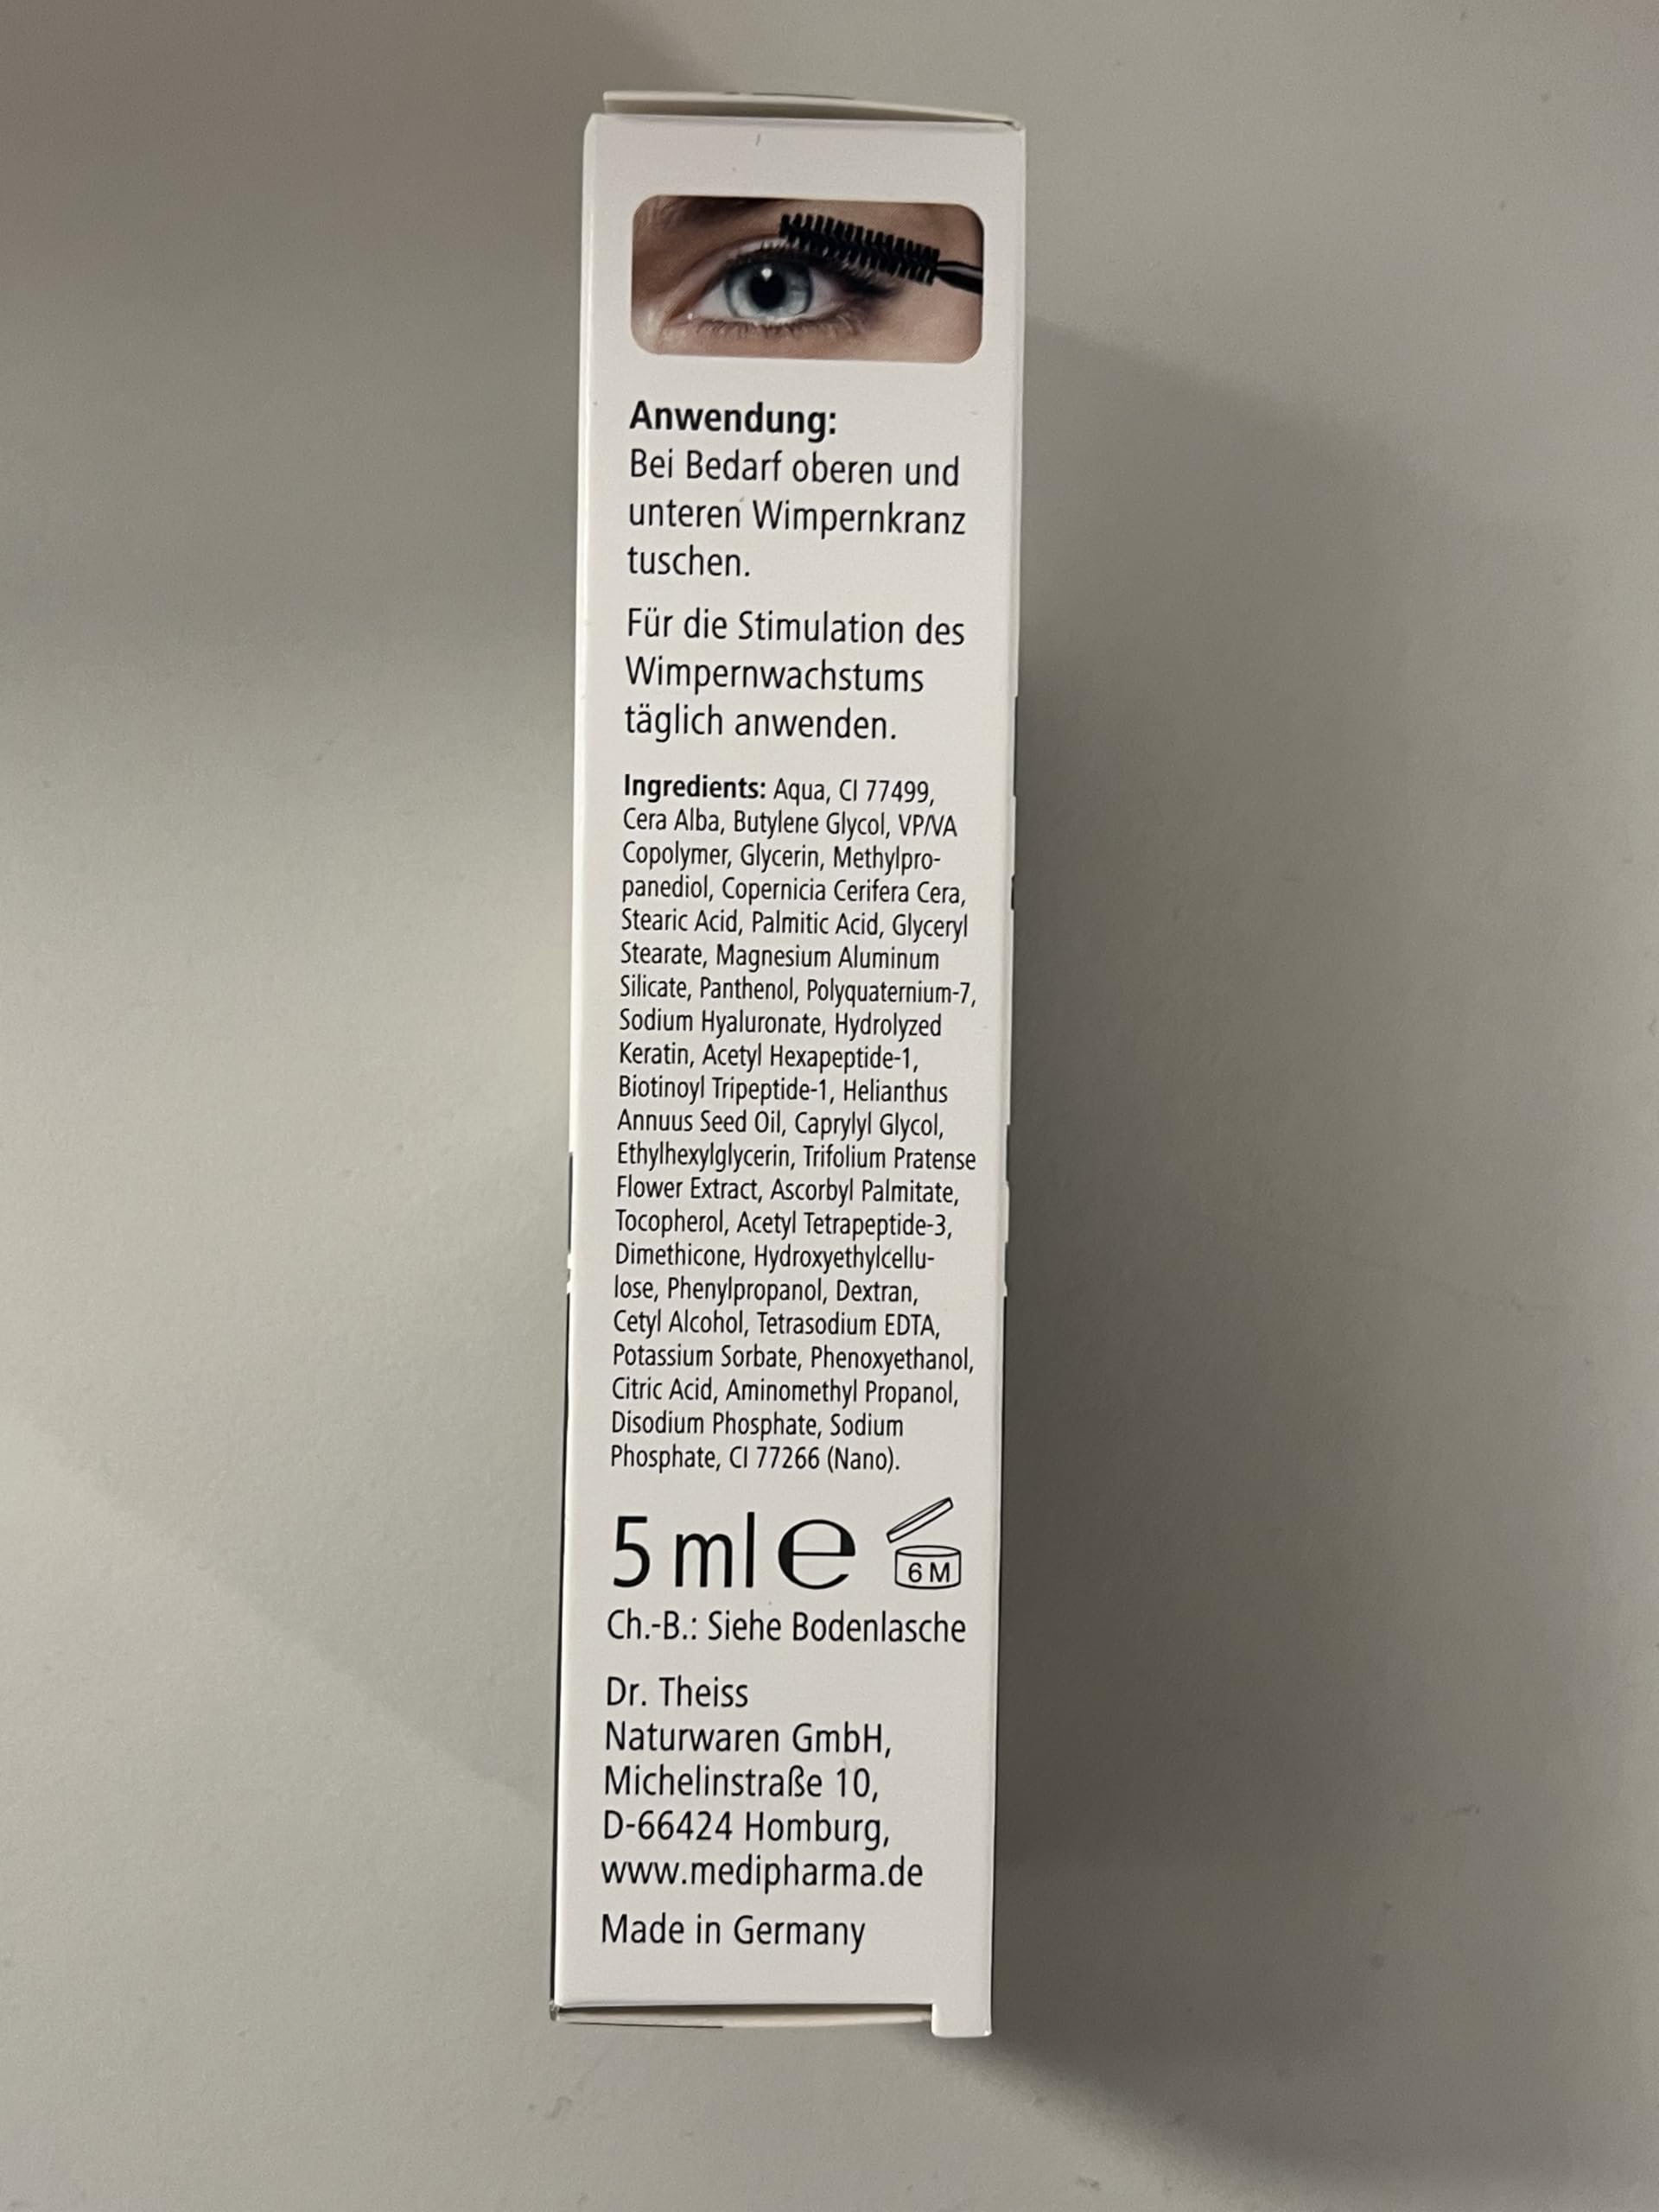 Anwendung:
Bei Bedarf oberen und
unteren Wimpernkranz
tuschen.
Für die Stimulation des
Wimpernwachstums
täglich anwenden.
Ingredients: Aqua, CI 77499,
Cera Alba, Butylene Glycol, VP/VA
Copolymer, Glycerin, Methylpro-
panediol, Copernicia Cerifera Cera,
Stearic Acid, Palmitic Acid, Glyceryl
Stearate, Magnesium Aluminum
Silicate, Panthenol, Polyquaternium-7,
Sodium Hyaluronate, Hydrolyzed
Keratin, Acetyl Hexapeptide-1,
Biotinoyl Tripeptide-1, Helianthus
Annuus Seed Oil, Caprylyl Glycol,
Ethylhexylglycerin, Trifolium Pratense
Flower Extract, Ascorbyl Palmitate,
Tocopherol, Acetyl Tetrapeptide-3,
Dimethicone, Hydroxyethylcellu-
lose, Phenylpropanol, Dextran,
Cetyl Alcohol, Tetrasodium EDTA,
Potassium Sorbate, Phenoxyethanol,
Citric Acid, Aminomethyl Propanol,
Disodium Phosphate, Sodium
Phosphate, CI 77266 (Nano).
5 ml e 6 M
Ch.-B.: Siehe Bodenlasche
Dr. Theiss
Naturwaren GmbH,
Michelinstraße 10,
D-66424 Homburg,
www.medipharma.de
Made in Germany